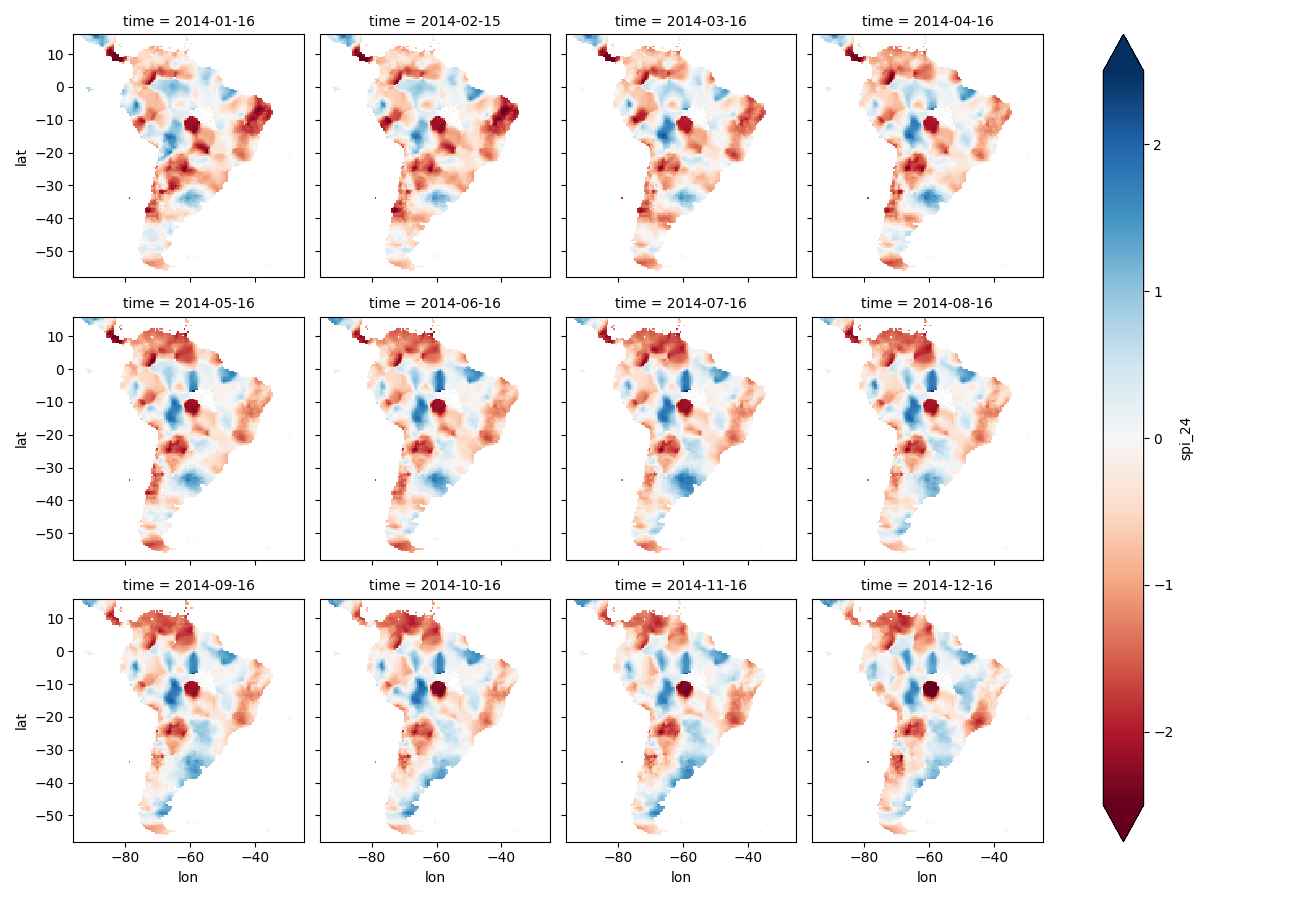 time = 2014-01-16
time = 2014-02-15
time = 2014-03-16
time = 2014-04-16
10
0
−10
−20
−30
−40
−50
lat
time = 2014-05-16
time = 2014-06-16
time = 2014-07-16
time = 2014-08-16
10
0
−10
−20
−30
−40
−50
lat
time = 2014-09-16
time = 2014-10-16
time = 2014-11-16
time = 2014-12-16
10
0
−10
−20
−30
−40
−50
lat
−80
−60
−40
lon
−80
−60
−40
lon
−80
−60
−40
lon
−80
−60
−40
lon
2
1
0
−1
−2
spi_24